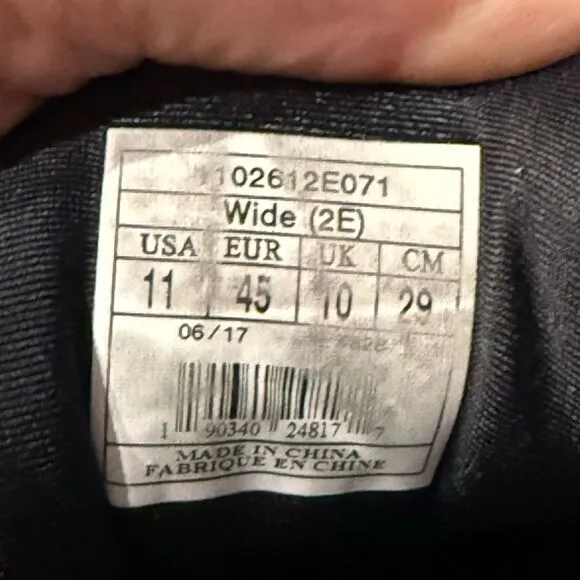 1102612E071
Wide (2E)
USA EUR UK CM
11 45 10 29
06/17
1 90340 24817 7
MADE IN CHINA
FABRIQUE EN CHINE